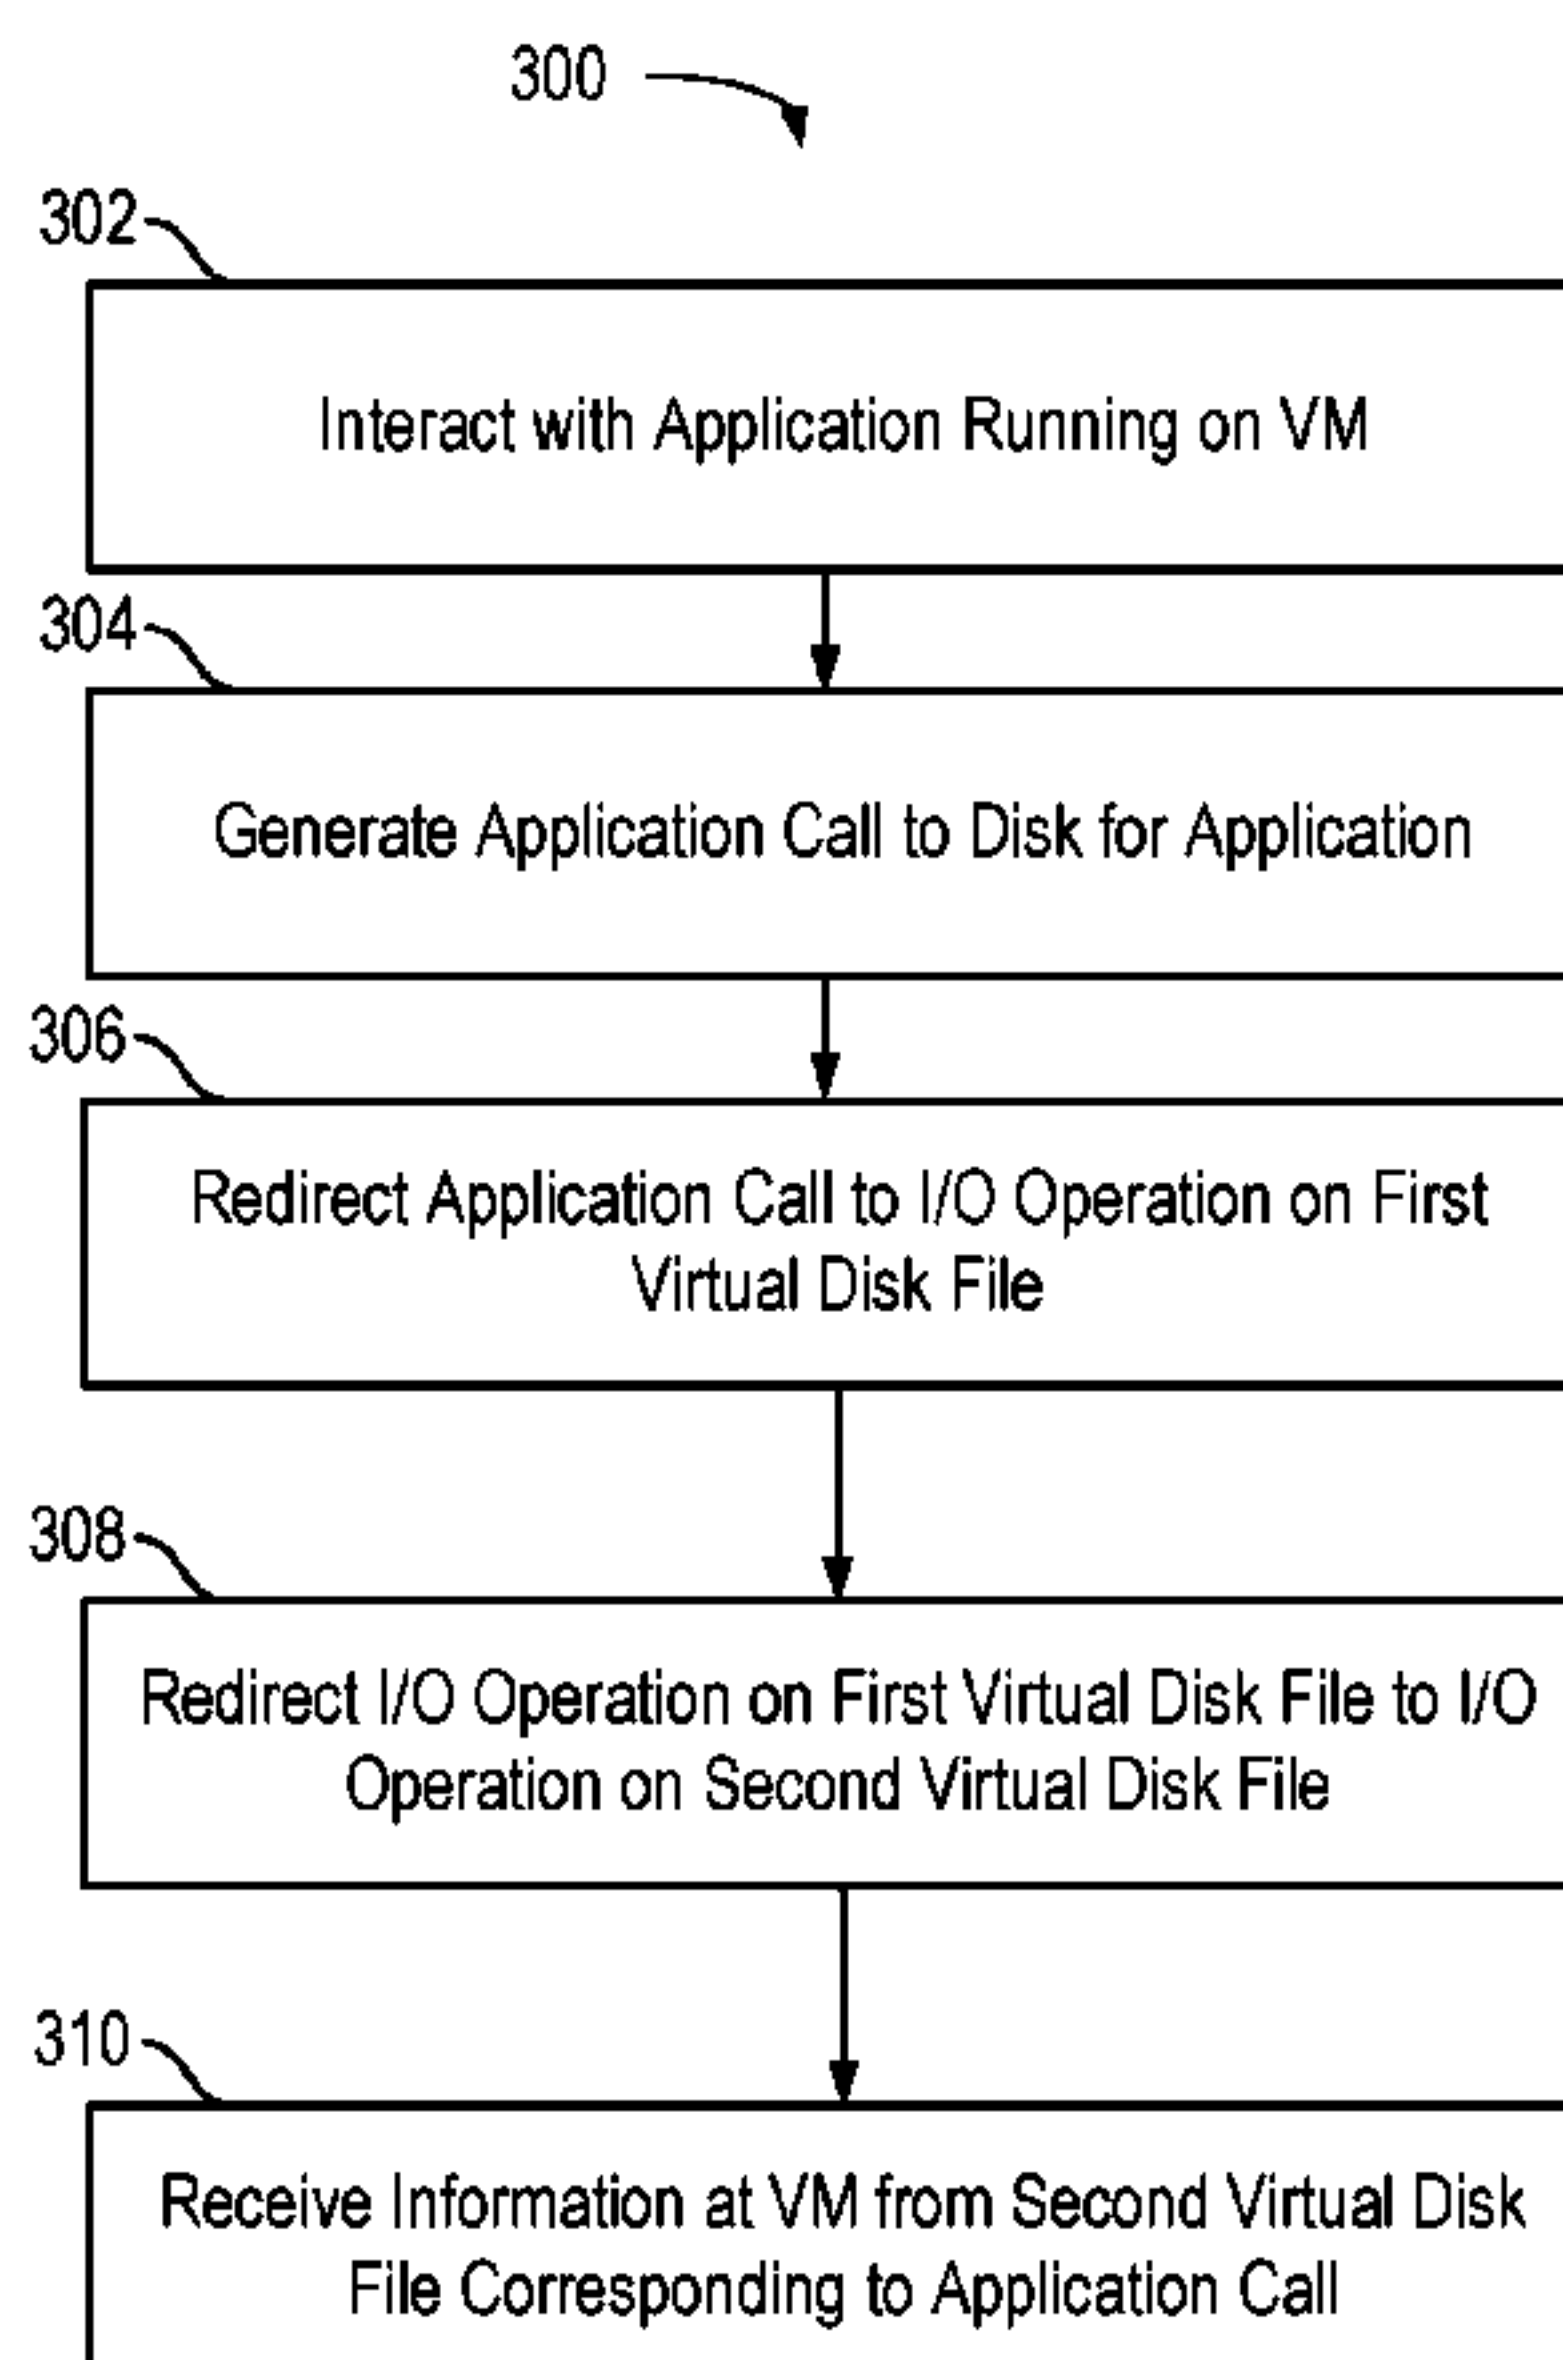 300
302
Interact with Application Running on VM
304
Generate Application Call to Disk for Application
306
Redirect Application Call to I/O Operation on First
Virtual Disk File
308
Redirect I/O Operation on First Virtual Disk File to I/O
Operation on Second Virtual Disk File
310
Receive Information at VM from Second Virtual Disk
File Corresponding to Application Call